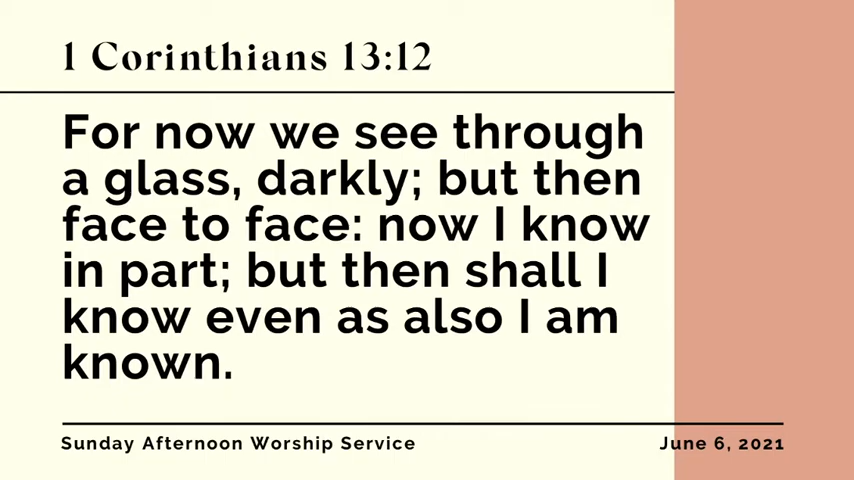 1 Corinthians 13:12
For now we see through
a glass, darkly; but then
face to face: now I know
in part; but then shall I
know even as also I am
known.
Sunday Afternoon Worship Service
June 6, 2021